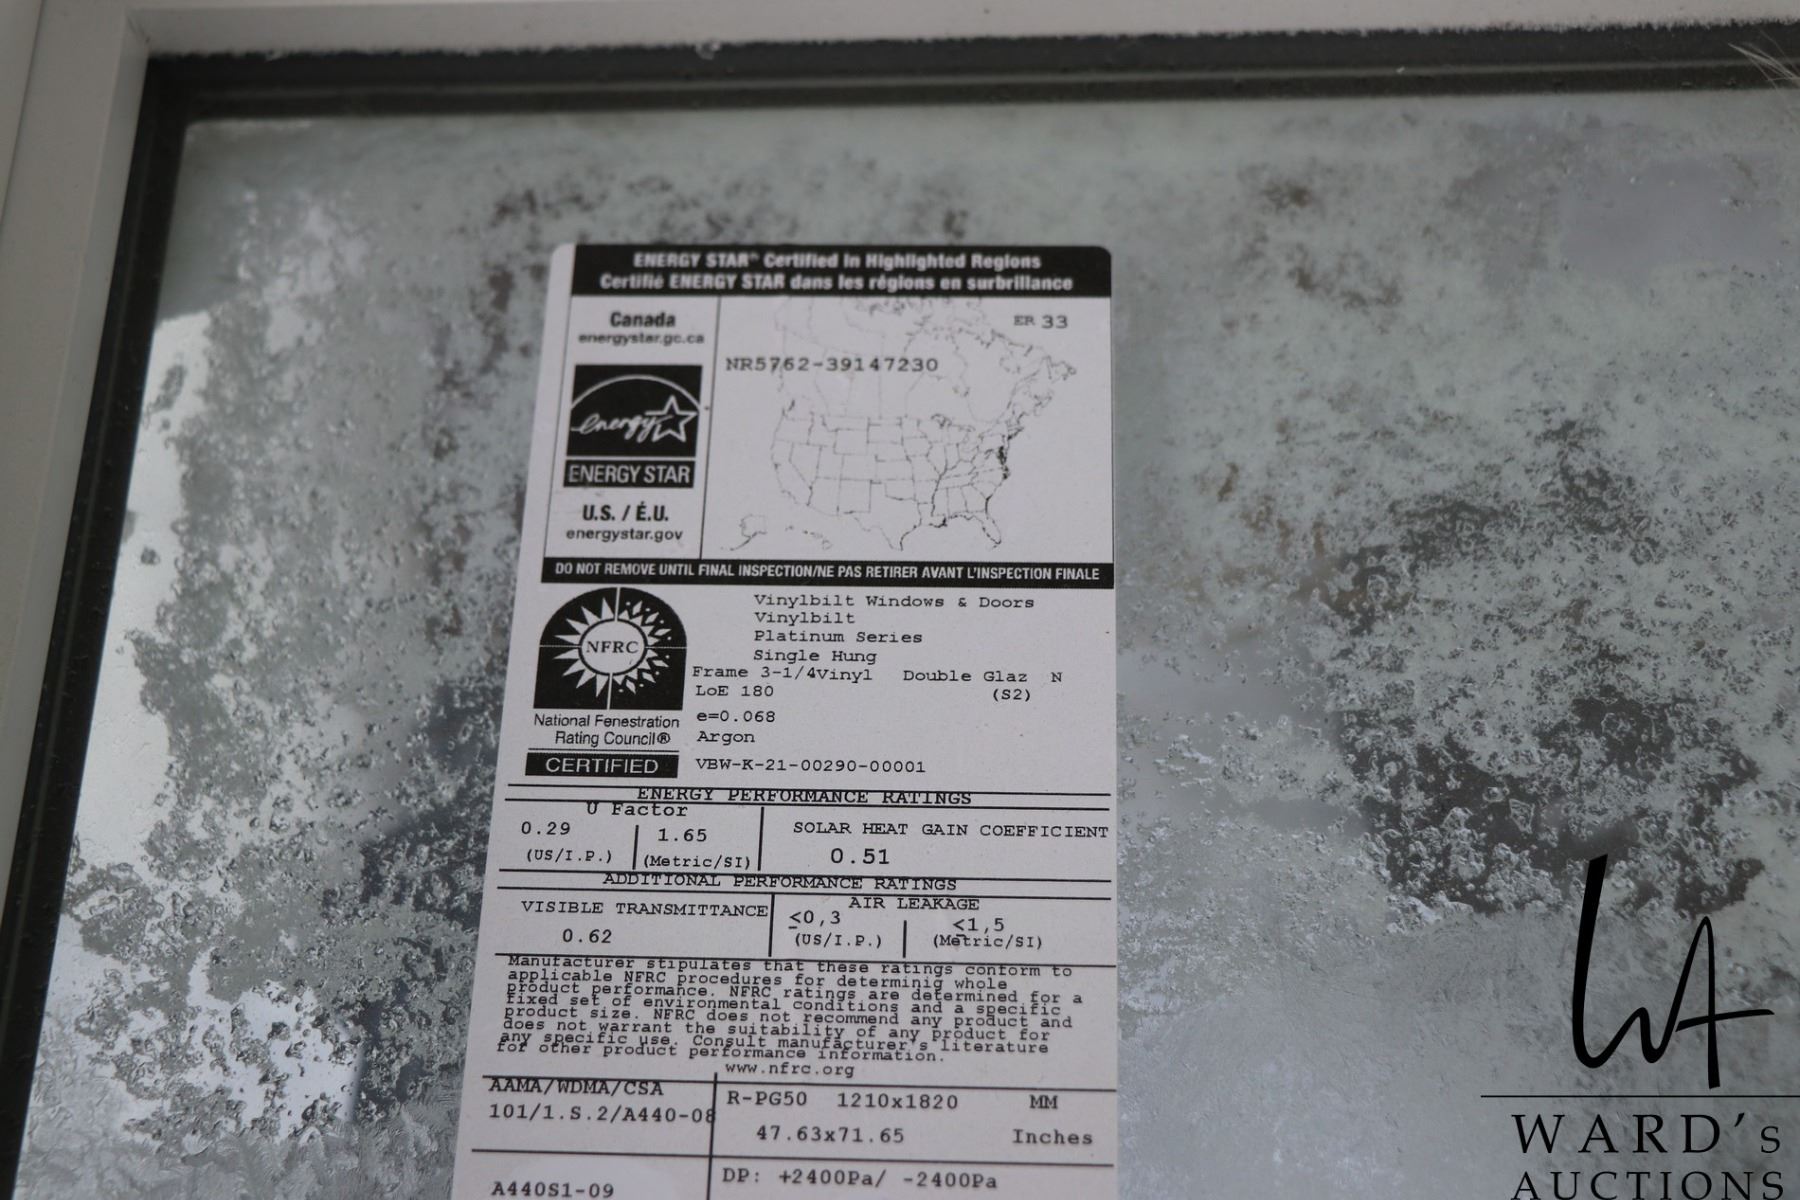 ENERGY STAR® Certified in Highlighted Regions
Certifié ENERGY STAR dans les régions en surbrillance
Canada
energystar.gc.ca
ER 33
NR5762-39147230
energy
ENERGY STAR
U.S. / É.U.
energystar.gov
DO NOT REMOVE UNTIL FINAL INSPECTION/NE PAS RETIRER AVANT L'INSPECTION FINALE
NFRC
National Fenestration
Rating Council®
CERTIFIED
Vinylbilt Windows & Doors
Vinylbilt
Platinum Series
Single Hung
Frame 3-1/4Vinyl Double Glaz N
LoE 180 (S2)
e=0.068
Argon
VBW-K-21-00290-00001
ENERGY PERFORMANCE RATINGS
U Factor
0.29 1.65
(US/I.P.) (Metric/SI)
SOLAR HEAT GAIN COEFFICIENT
0.51
ADDITIONAL PERFORMANCE RATINGS
VISIBLE TRANSMITTANCE
0.62
AIR LEAKAGE
≤0,3 ≤1,5
(US/I.P.) (Metric/SI)
Manufacturer stipulates that these ratings conform to
applicable NFRC procedures for determinig whole
product performance. NFRC ratings are determined for a
fixed set of environmental conditions and a specific
product size. NFRC does not recommend any product and
does not warrant the suitability of any product for
any specific use. Consult manufacturer's literature
for other product performance information.
www.nfrc.org
AAMA/WDMA/CSA
101/1.S.2/A440-08
R-PG50 1210x1820 MM
47.63x71.65 Inches
A440S1-09
DP: +2400Pa/ -2400Pa
WA
WARD's
AUCTIONS